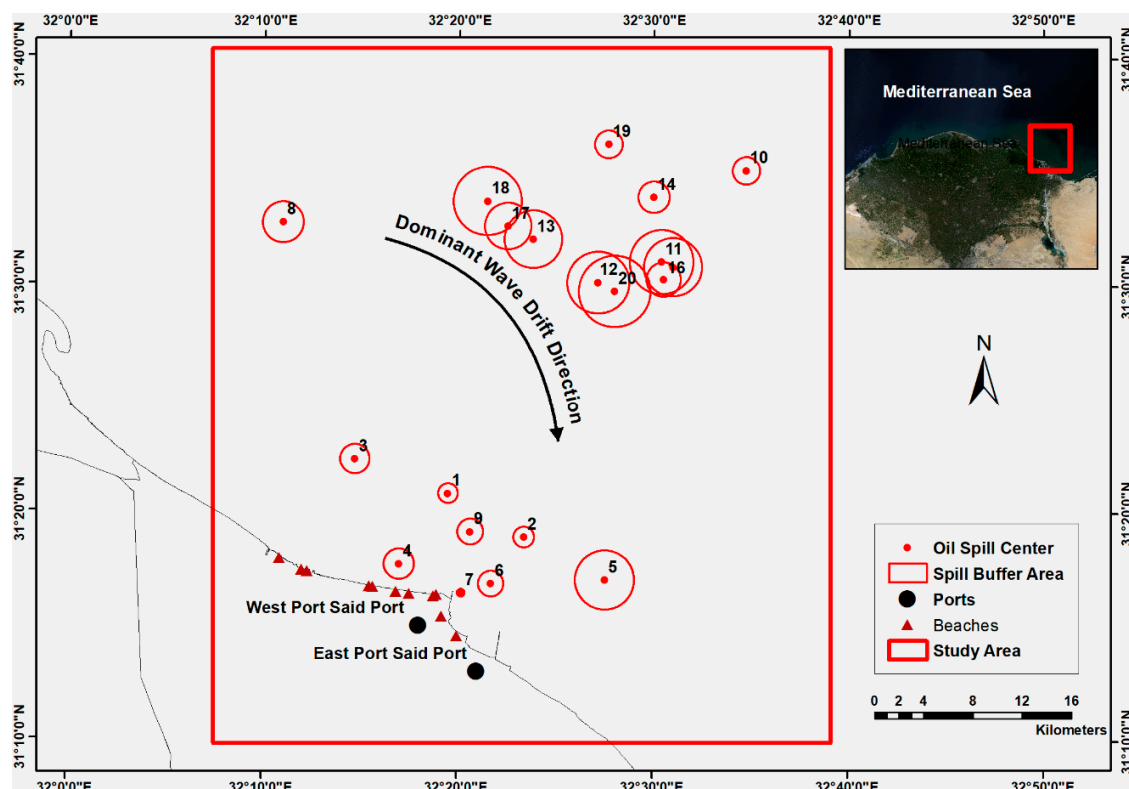 32°0'0"E 32°10'0"E 32°20'0"E 32°30'0"E 32°40'0"E 32°50'0"E
31°40'0"N
31°40'0"N
Mediterranean Sea
Mediterranean Sea
19
10
18
14
8
17
13
Dominant Wave Drift Direction
11
12
16
20
31°30'0"N
31°30'0"N
N
3
1
31°20'0"N
31°20'0"N
9
2
4
5
6
7
West Port Said Port
East Port Said Port
Oil Spill Center
Spill Buffer Area
Ports
Beaches
Study Area
0 2 4 8 12 16
Kilometers
31°10'0"N
31°10'0"N
32°0'0"E 32°10'0"E 32°20'0"E 32°30'0"E 32°40'0"E 32°50'0"E